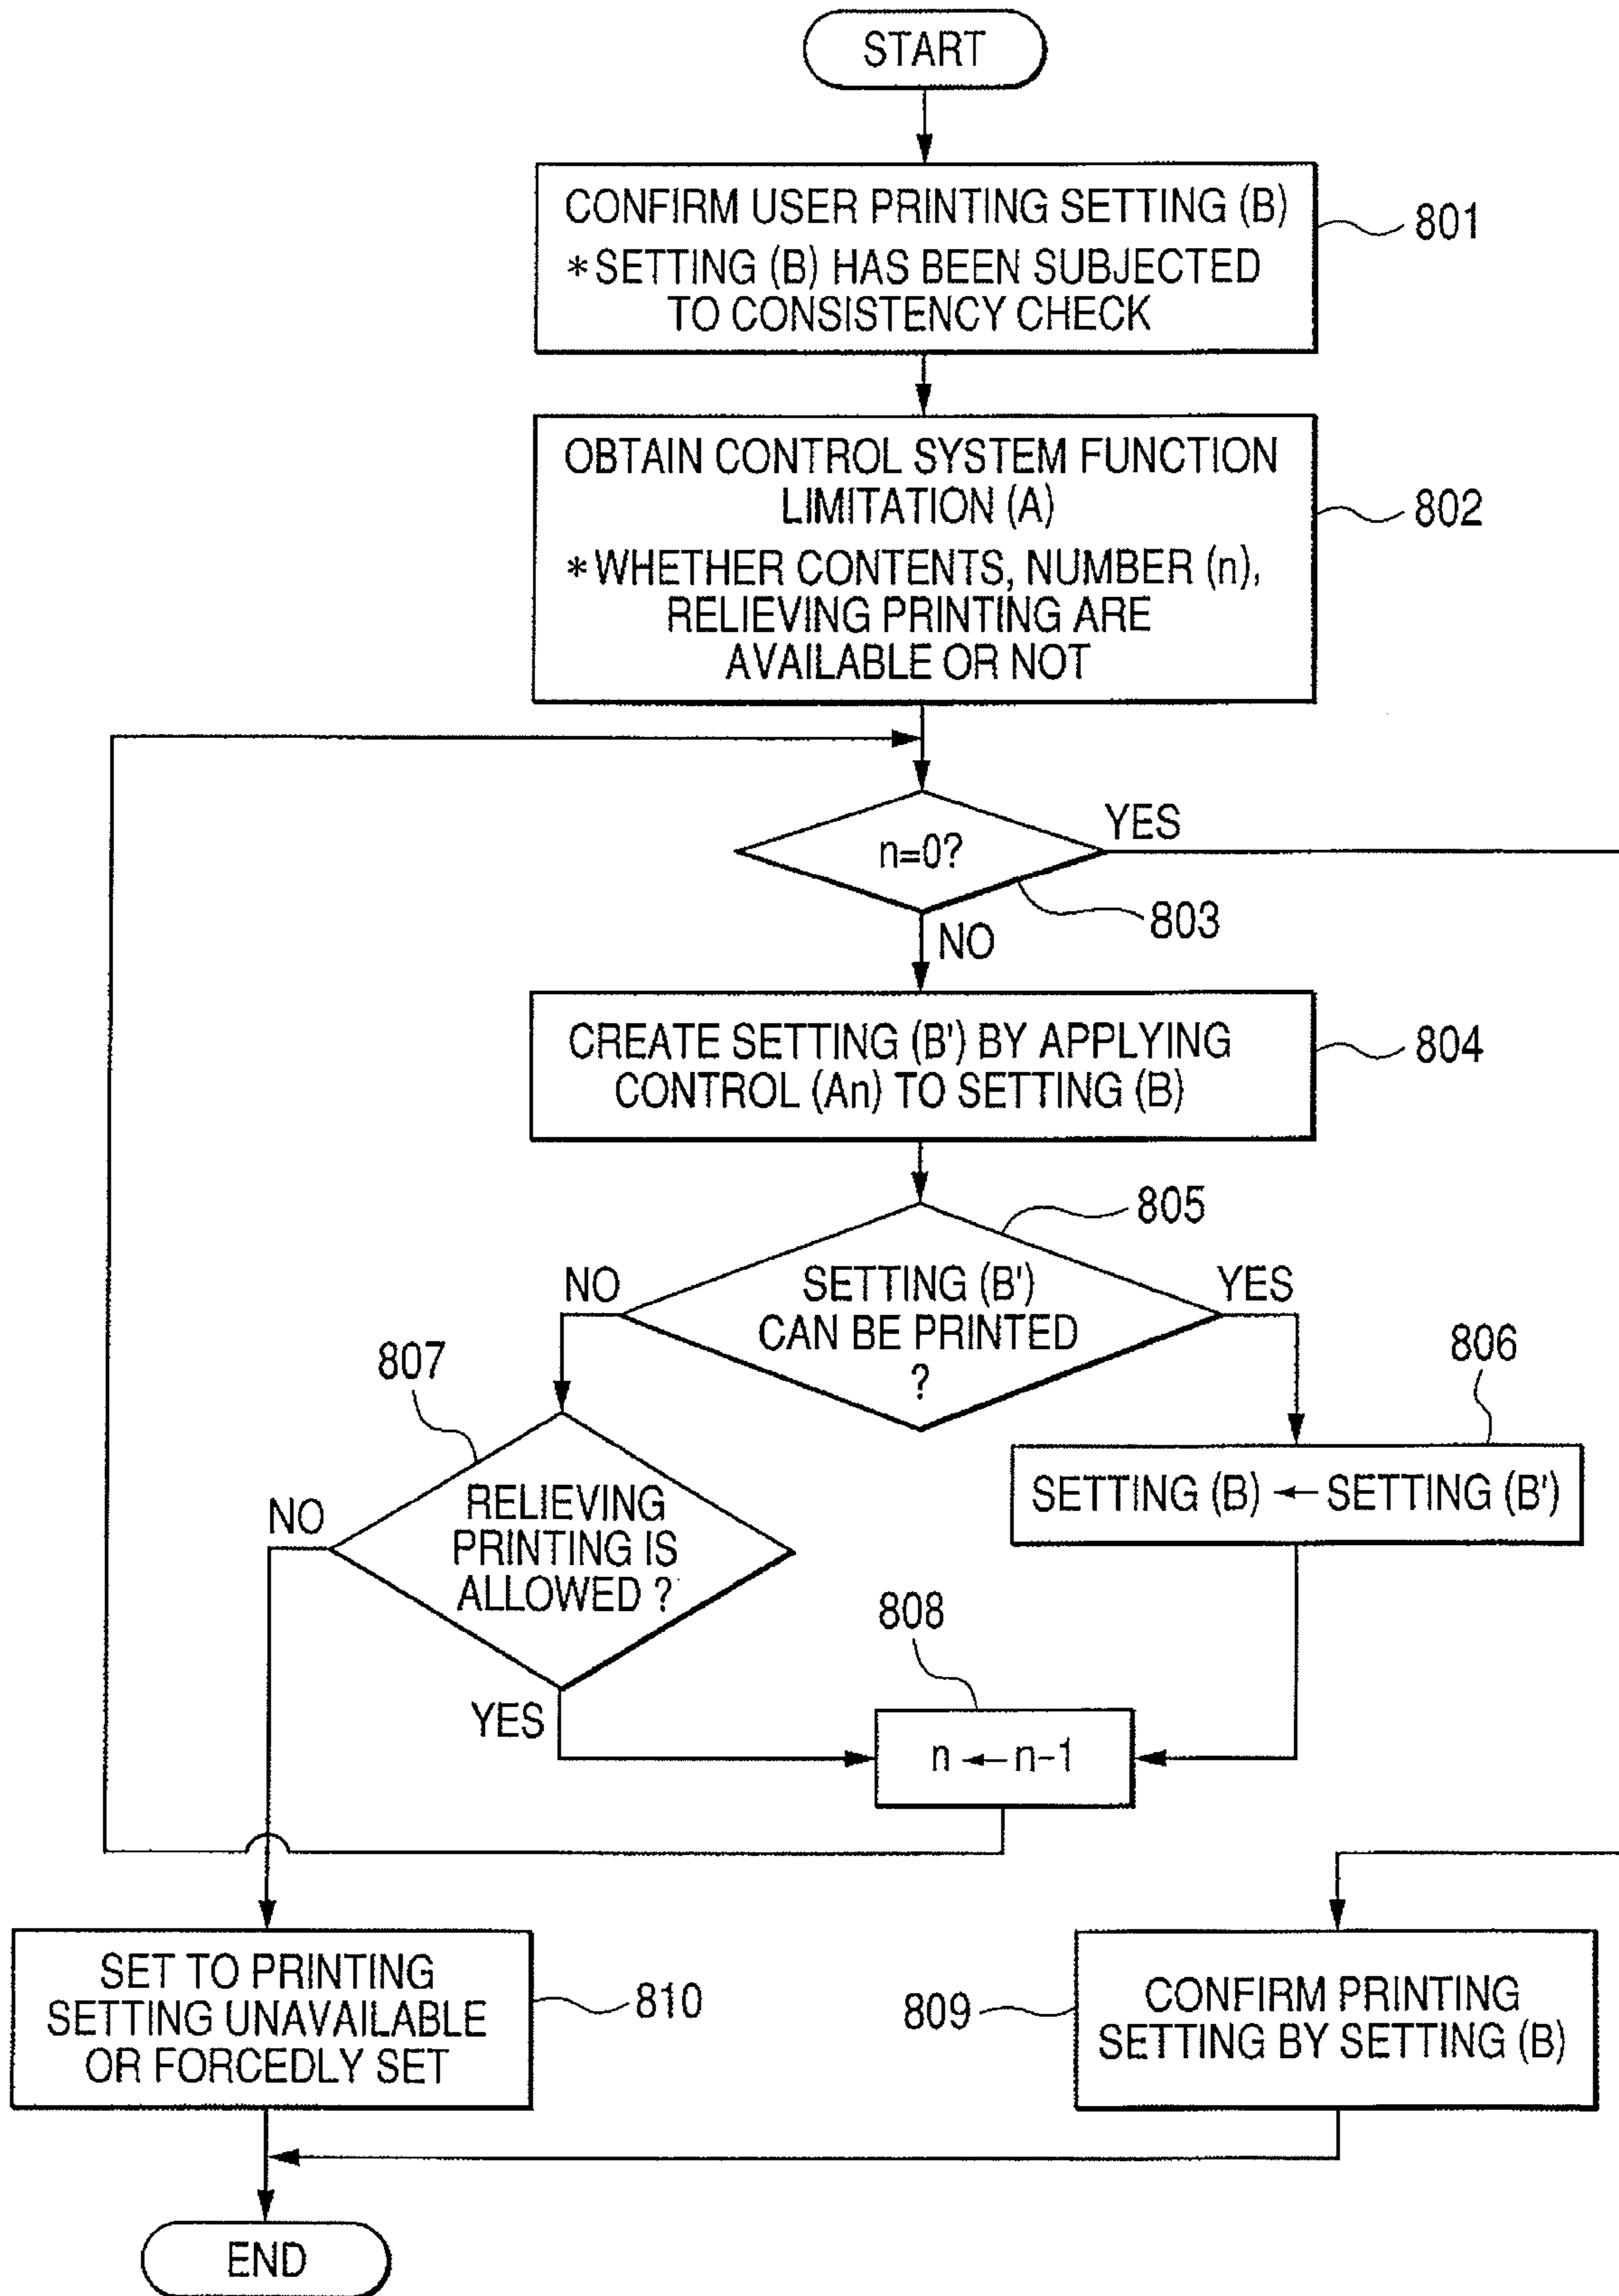 START
CONFIRM USER PRINTING SETTING (B)
801
*SETTING (B) HAS BEEN SUBJECTED
TO CONSISTENCY CHECK
OBTAIN CONTROL SYSTEM FUNCTION
LIMITATION (A)
802
*WHETHER CONTENTS, NUMBER (n),
RELIEVING PRINTING ARE
AVAILABLE OR NOT
YES
n=0?
803
NO
CREATE SETTING (B') BY APPLYING
CONTROL (An) TO SETTING (B)
804
805
NO
SETTING (B')
YES
CAN BE PRINTED
?
807
806
RELIEVING
PRINTING IS
ALLOWED ?
NO
SETTING (B) ← SETTING (B')
808
YES
n ← n-1
SET TO PRINTING
SETTING UNAVAILABLE
OR FORCEDLY SET
810
809
CONFIRM PRINTING
SETTING BY SETTING (B)
END